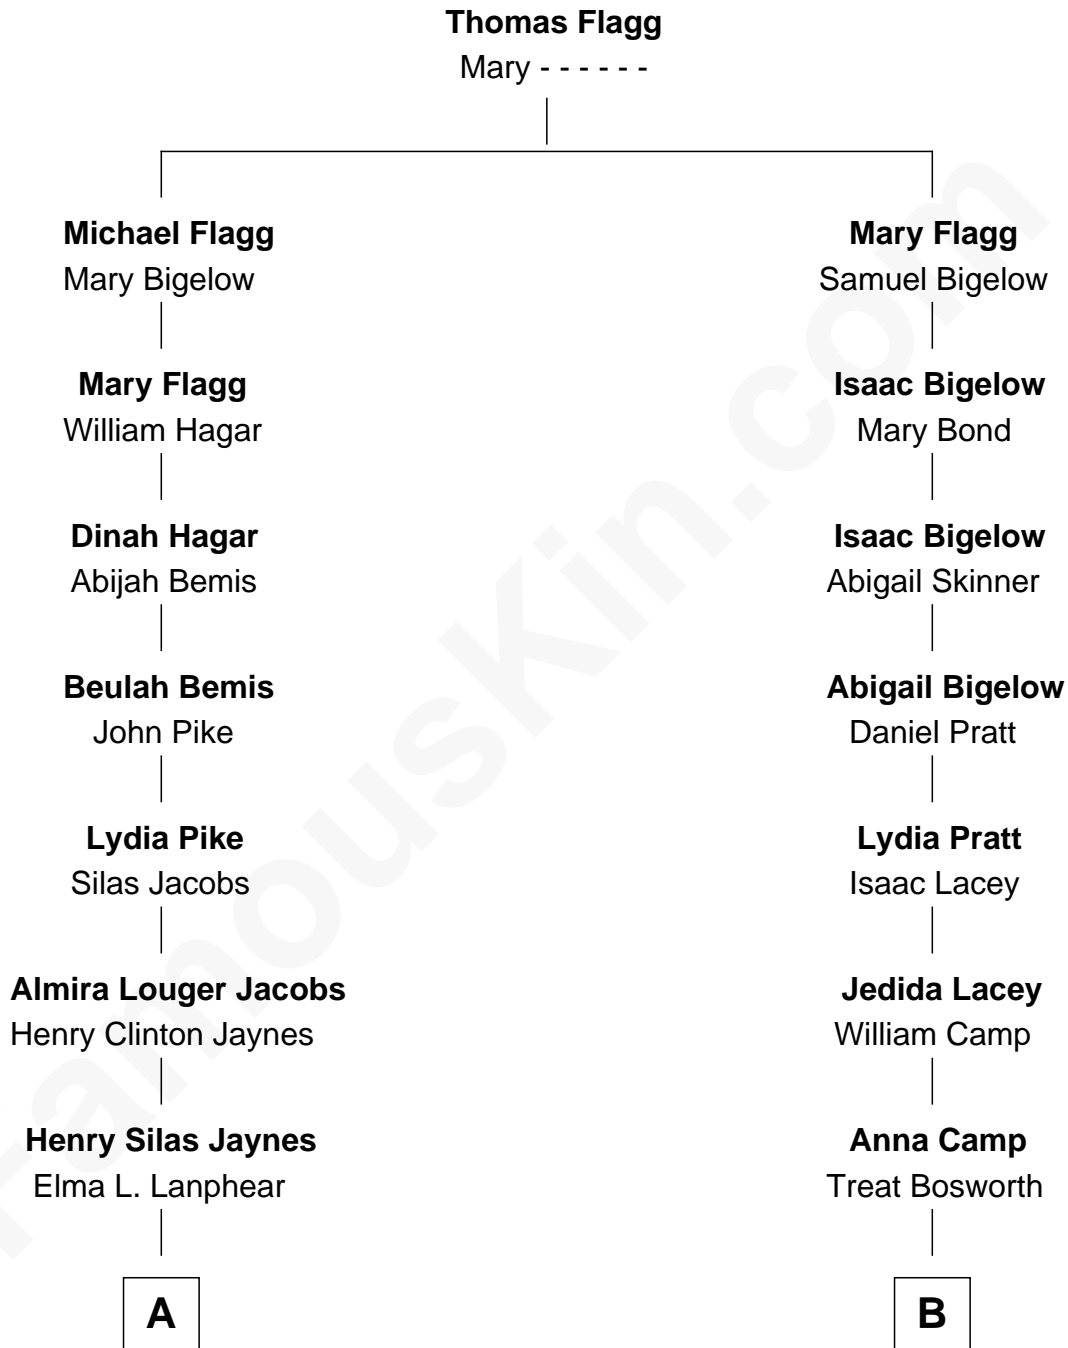 Thomas Flagg
Mary - - - - - -
Michael Flagg
Mary Bigelow
Mary Flagg
William Hagar
Dinah Hagar
Abijah Bemis
Beulah Bemis
John Pike
Lydia Pike
Silas Jacobs
Almira Louger Jacobs
Henry Clinton Jaynes
Henry Silas Jaynes
Elma L. Lanphear
A
Mary Flagg
Samuel Bigelow
Isaac Bigelow
Mary Bond
Isaac Bigelow
Abigail Skinner
Abigail Bigelow
Daniel Pratt
Lydia Pratt
Isaac Lacey
Jedida Lacey
William Camp
Anna Camp
Treat Bosworth
B
FamousKin.com